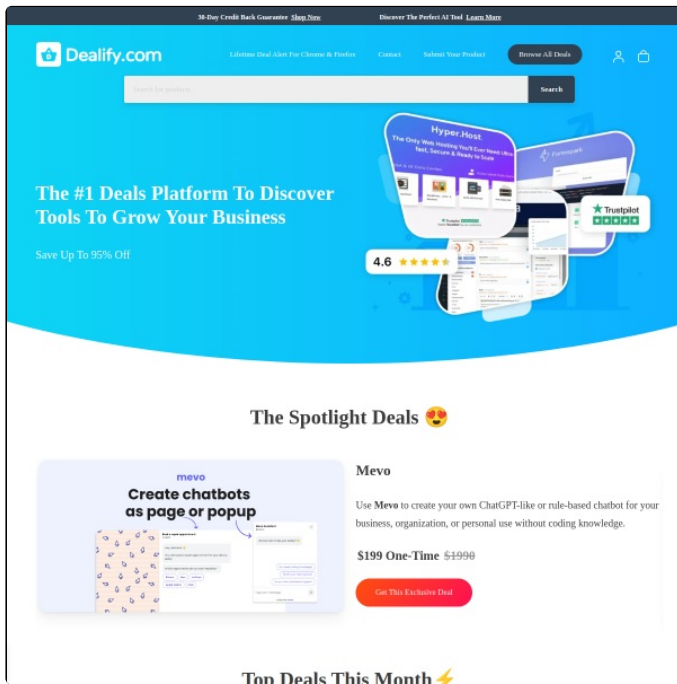 30-Day Credit Back Guarantee Shop Now
Discover The Perfect AI Tool Learn More
Dealify.com
Lifetime Deal Alert For Chrome & Firefox
Contact
Submit Your Product
Browse All Deals
Search for products
Search
The #1 Deals Platform To Discover
Tools To Grow Your Business
Save Up To 95% Off
Hyper.Host.
The Only Web Hosting You'll Ever Need
fast, Secure & Ready to Scale
Trustpilot
4.6
The Spotlight Deals 😍
mevo
Create chatbots
as page or popup
Mevo
Use Mevo to create your own ChatGPT-like or rule-based chatbot for your
business, organization, or personal use without coding knowledge.
$199 One-Time $1990
Get This Exclusive Deal
Top Deals This Month⚡